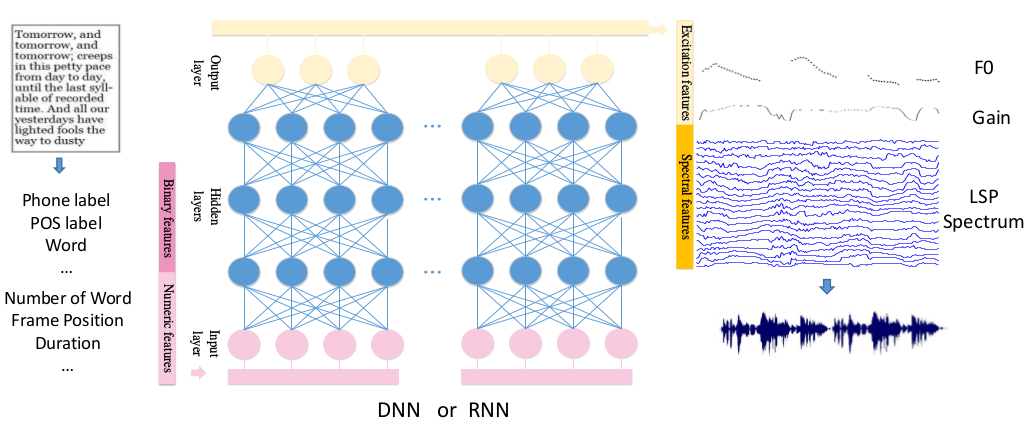 Tomorrow, and
tomorrow, and
tomorrow; creeps
in this petty pace
from day to day,
until the last syll-
able of recorded
time. And all our
yesterdays have
lighted fools the
way to dusty
Phone label
POS label
Word
...
Number of Word
Frame Position
Duration
...
Binary features
Numeric features
Output
layer
Hidden
layers
Input
layer
...
...
...
DNN or RNN
Excitation features
Spectral features
F0
Gain
LSP
Spectrum